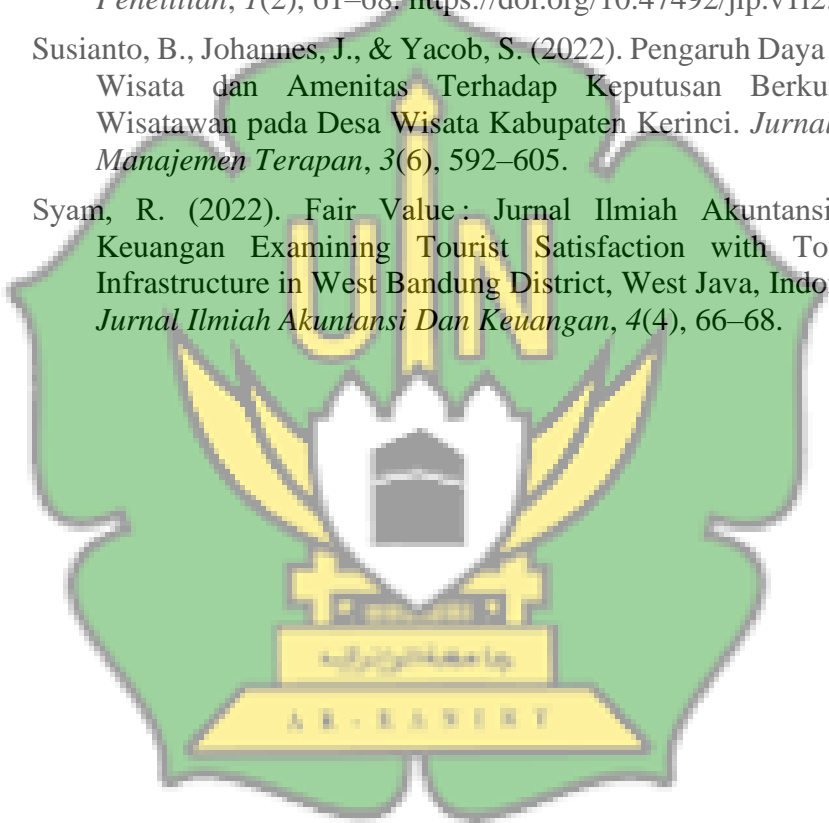 Penelitian, 1(2), 61–68. https://doi.org/10.47492/jip.v1i2.
Susianto, B., Johannes, J., & Yacob, S. (2022). Pengaruh Daya
Wisata dan Amenitas Terhadap Keputusan Berku
Wisatawan pada Desa Wisata Kabupaten Kerinci. Jurnal
Manajemen Terapan, 3(6), 592–605.
Syam, R. (2022). Fair Value : Jurnal Ilmiah Akuntansi
Keuangan Examining Tourist Satisfaction with To
Infrastructure in West Bandung District, West Java, Indo
Jurnal Ilmiah Akuntansi Dan Keuangan, 4(4), 66–68.
UIN
جامعة الرانيري
AR-RANIRY